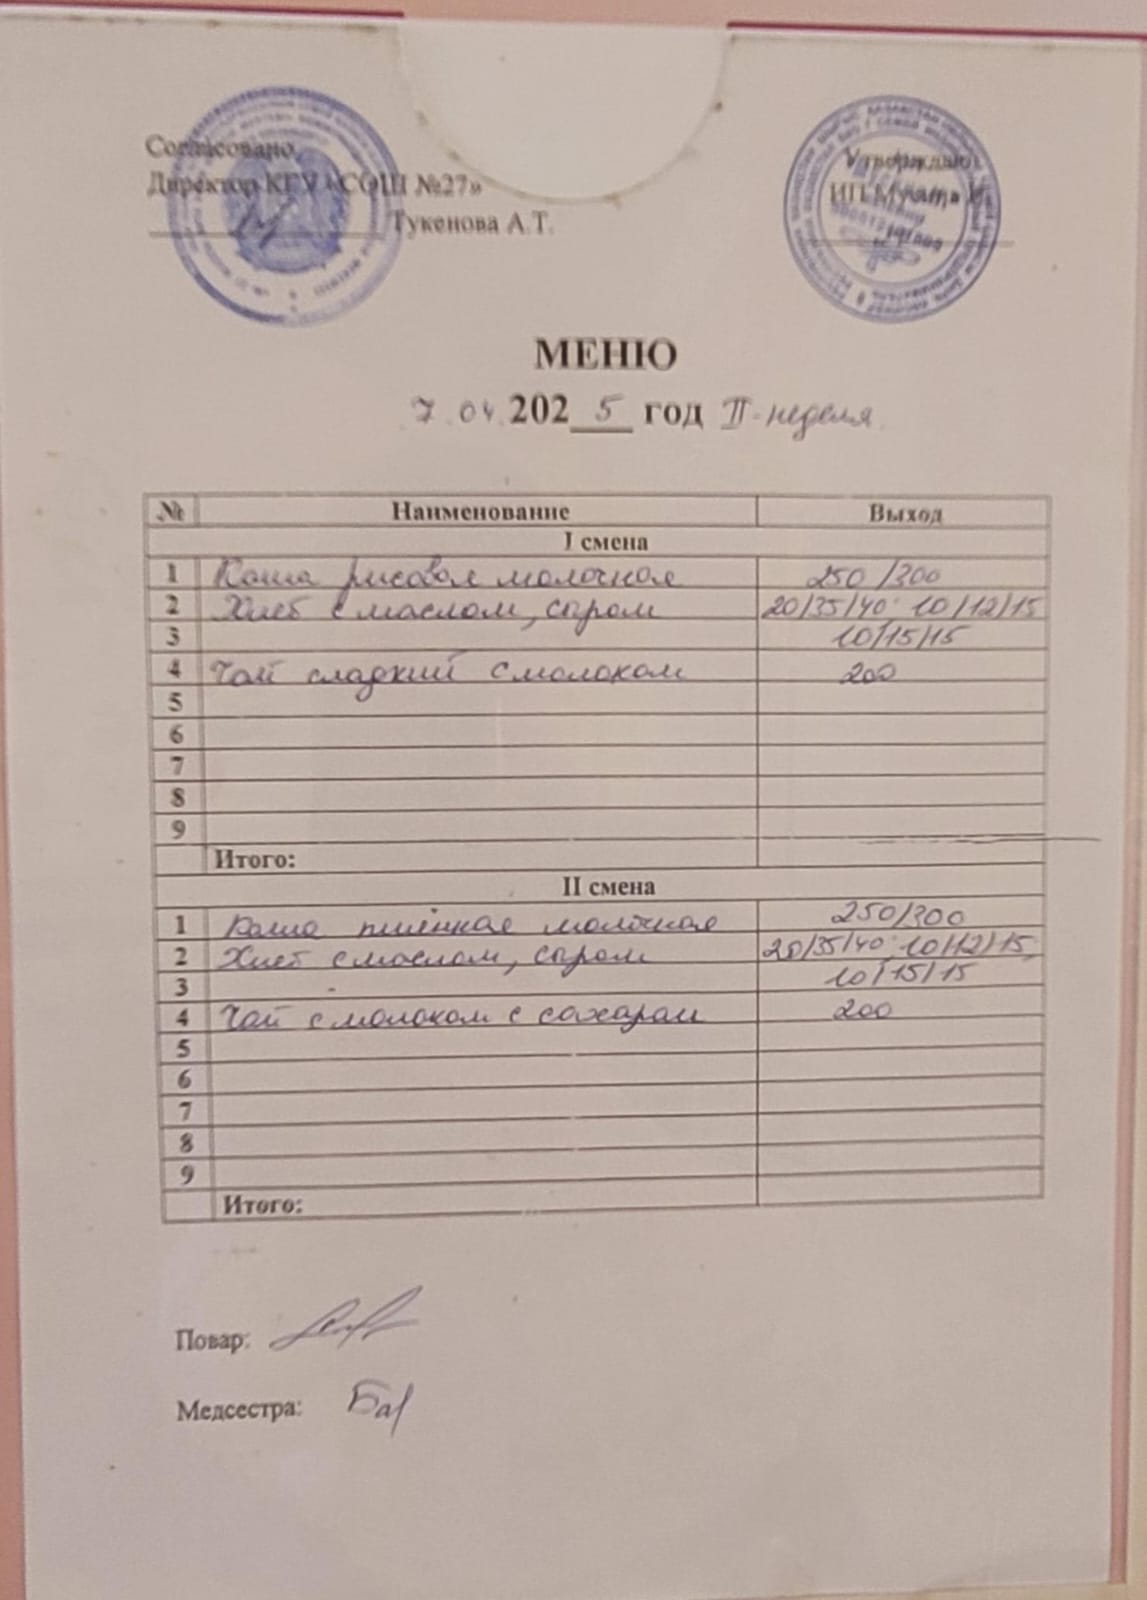 Согласовано
Директор КГУ «СОШ №27»
Тукенова А.Т.
Утверждаю
ИП
МЕНЮ
7.04.2025 год II-неделя.
№ Наименование Выход
I смена
1 Каша рисовая молочная 250/300
2 Хлеб с маслом, сыром 20/35/40; 10/12/15
3 10/15/15
4 Чай сладкий с молоком 200
5
6
7
8
9
Итого:
II смена
1 Каша пшённая молочная 250/300
2 Хлеб с маслом, сыром 20/35/40; 10/12/15,
3 10/15/15
4 Чай с молоком с сахаром 200
5
6
7
8
9
Итого:
Повар:
Медсестра: